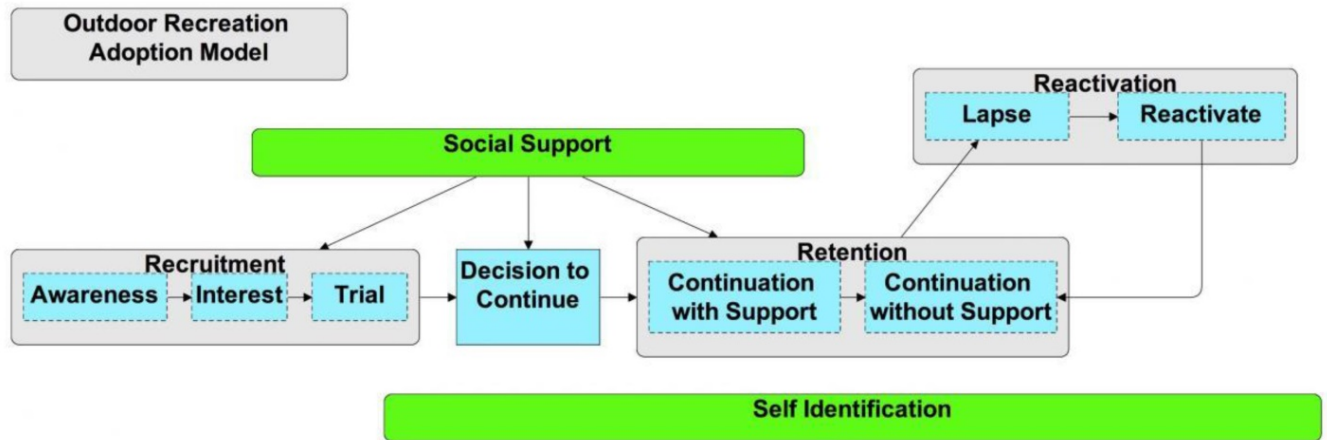 Outdoor Recreation
Adoption Model
Reactivation
Lapse
Reactivate
Social Support
Recruitment
Awareness
Interest
Trial
Decision to
Continue
Retention
Continuation
with Support
Continuation
without Support
Self Identification